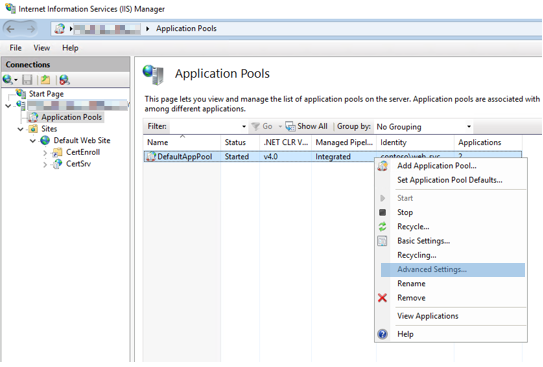 Internet Information Services (IIS) Manager
Application Pools
File View Help
Connections
Start Page
Application Pools
Sites
Default Web Site
CertEnroll
CertSrv
Application Pools
This page lets you view and manage the list of application pools on the server. Application pools are associated with
among different applications.
Filter: Go Show All Group by: No Grouping
Name Status .NET CLR V... Managed Pipel... Identity Applications
DefaultAppPool Started v4.0 Integrated contoso\web_svc 2
Add Application Pool...
Set Application Pool Defaults...
Start
Stop
Recycle...
Basic Settings...
Recycling...
Advanced Settings...
Rename
Remove
View Applications
Help